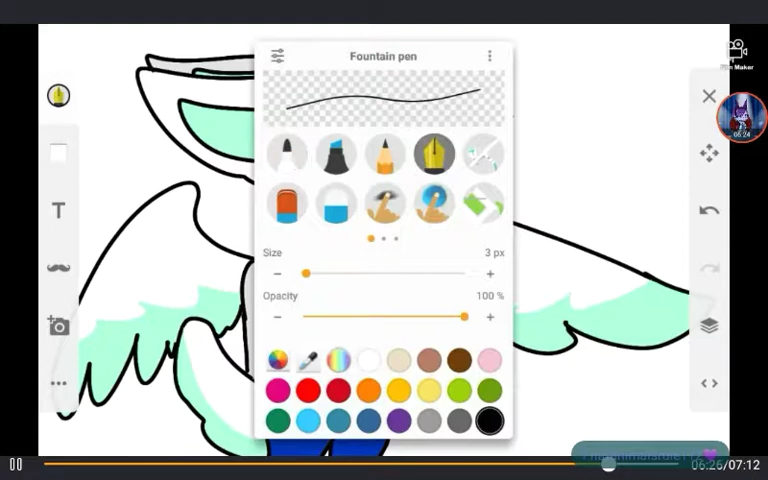 Fountain pen
Film Maker
06:24
T
Size
3 px
Opacity
100 %
06:26/07:12